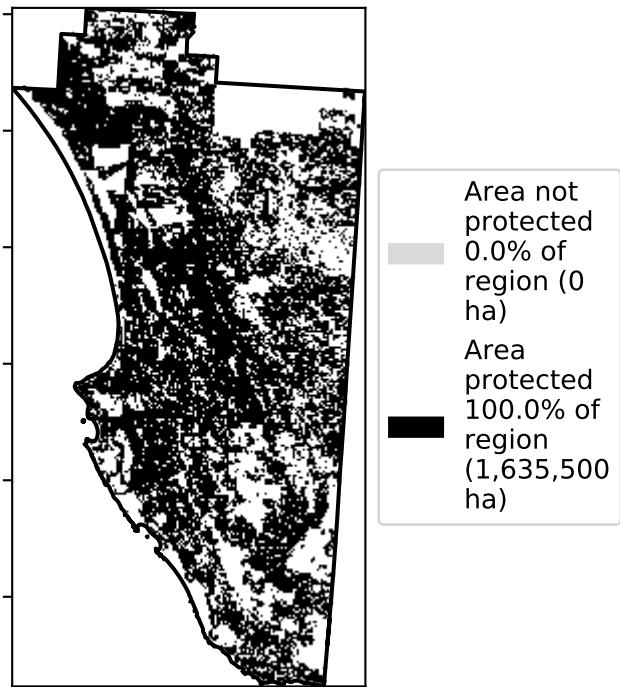 Area not
protected
0.0% of
region (0
ha)
Area
protected
100.0% of
region
(1,635,500
ha)